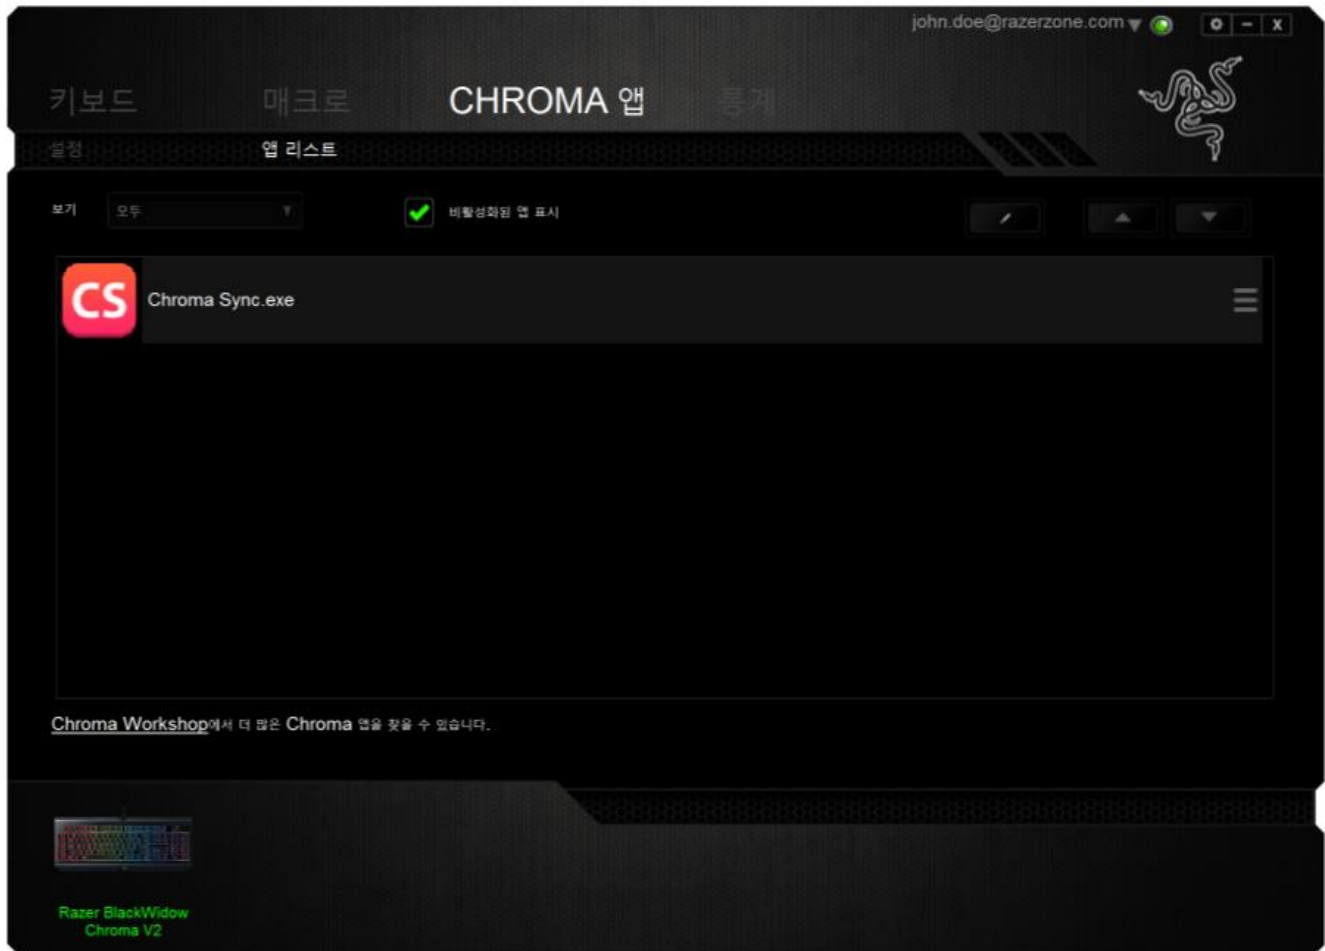 john.doe@razerzone.com
키보드 매크로 CHROMA 앱 통계
설정 앱 리스트
보기 모두 비활성화된 앱 표시
CS Chroma Sync.exe
Chroma Workshop에서 더 많은 Chroma 앱을 찾을 수 있습니다.
Razer BlackWidow
Chroma V2